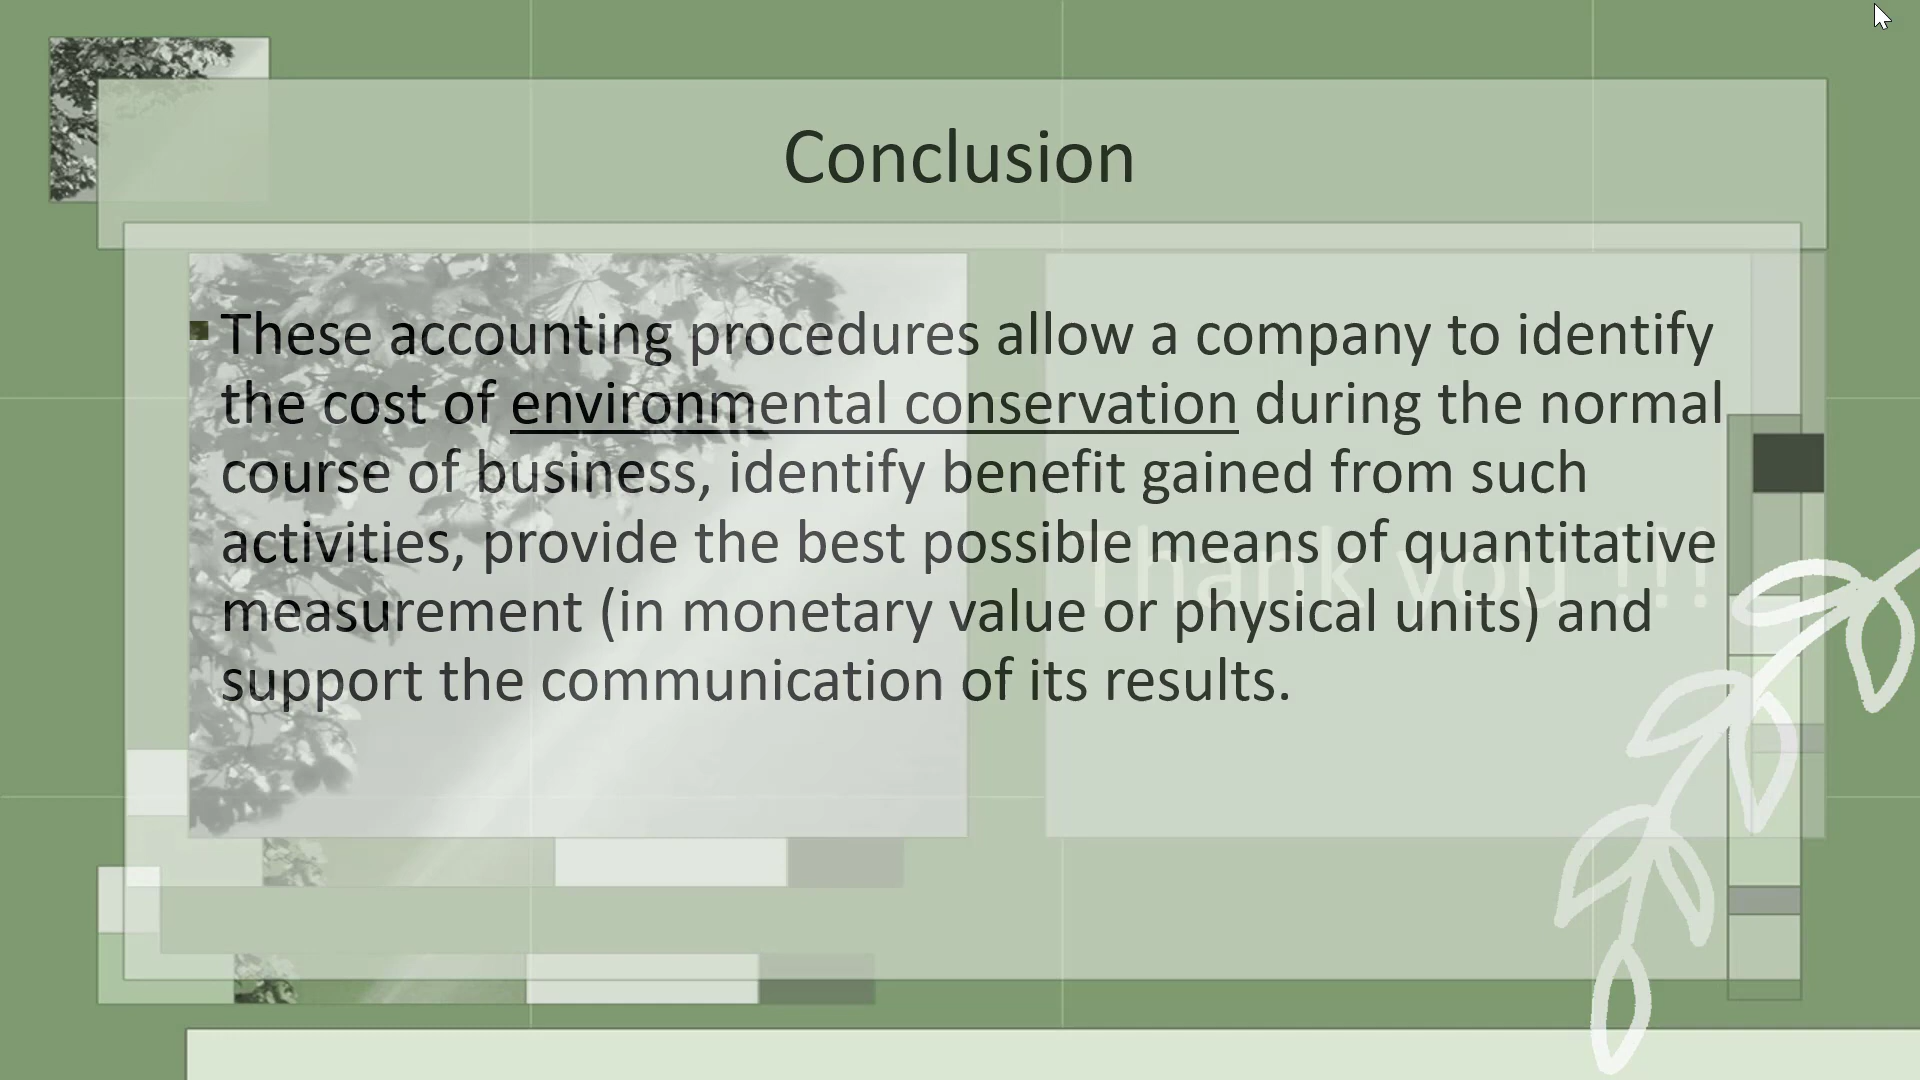 Conclusion
These accounting procedures allow a company to identify
the cost of environmental conservation during the normal
course of business, identify benefit gained from such
activities, provide the best possible means of quantitative
measurement (in monetary value or physical units) and
support the communication of its results.
Thank you !!!